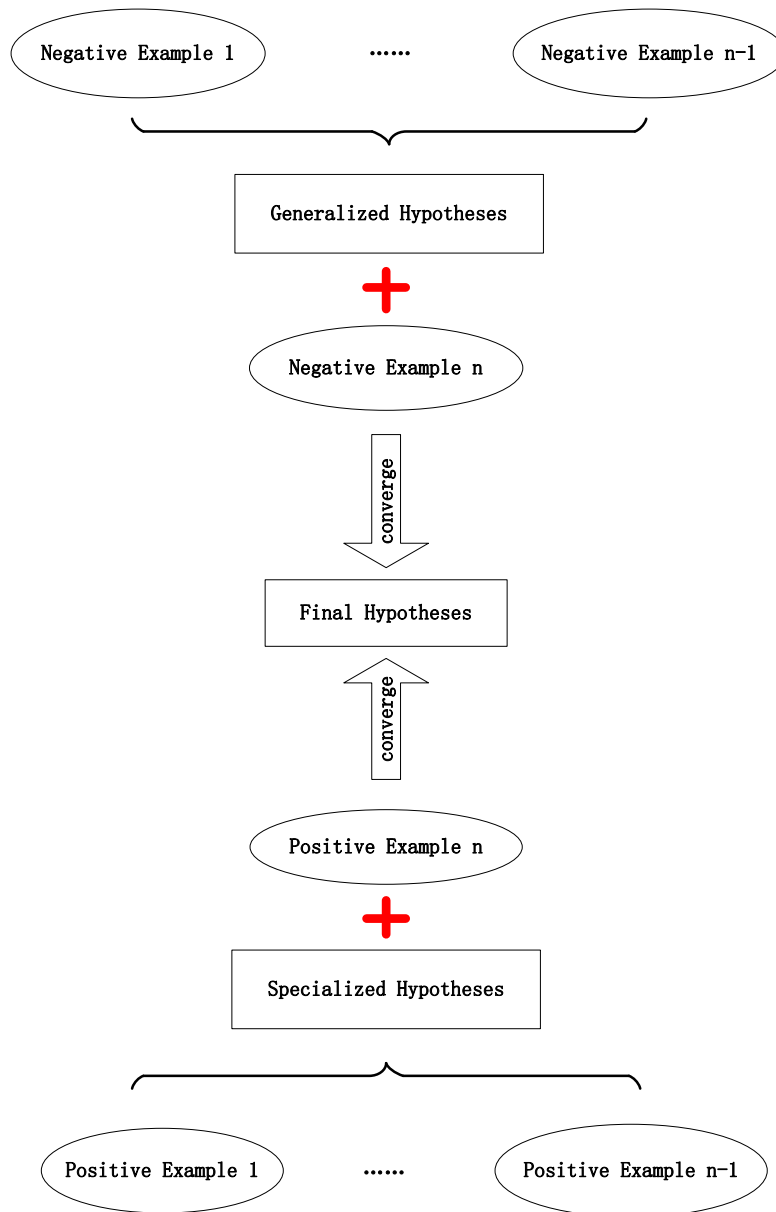 Negative Example 1
……
Negative Example n-1
Generalized Hypotheses
Negative Example n
converge
Final Hypotheses
converge
Positive Example n
Specialized Hypotheses
Positive Example 1
……
Positive Example n-1